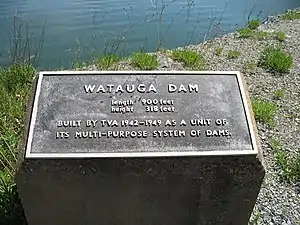 WATAUGA DAM
length 900 feet
height 318 feet
BUILT BY TVA 1942-1949 AS A UNIT OF
ITS MULTI-PURPOSE SYSTEM OF DAMS.